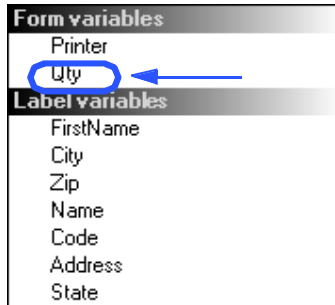 Form variables
Printer
Qty
Label variables
FirstName
City
Zip
Name
Code
Address
State